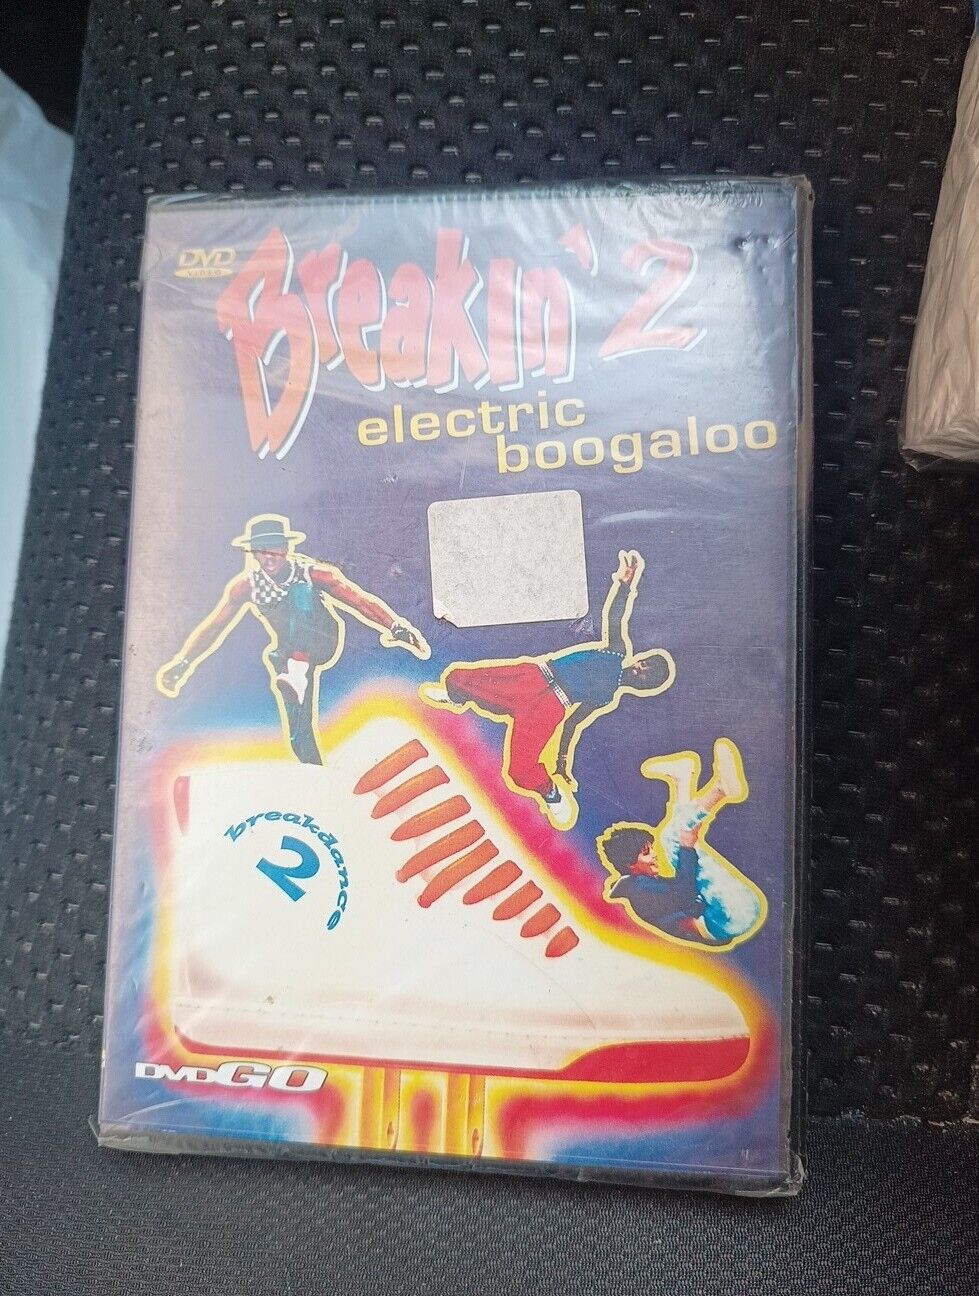 DVD
VIDEO
Breakin' 2
electric
boogaloo
breakdance
2
DVDGO